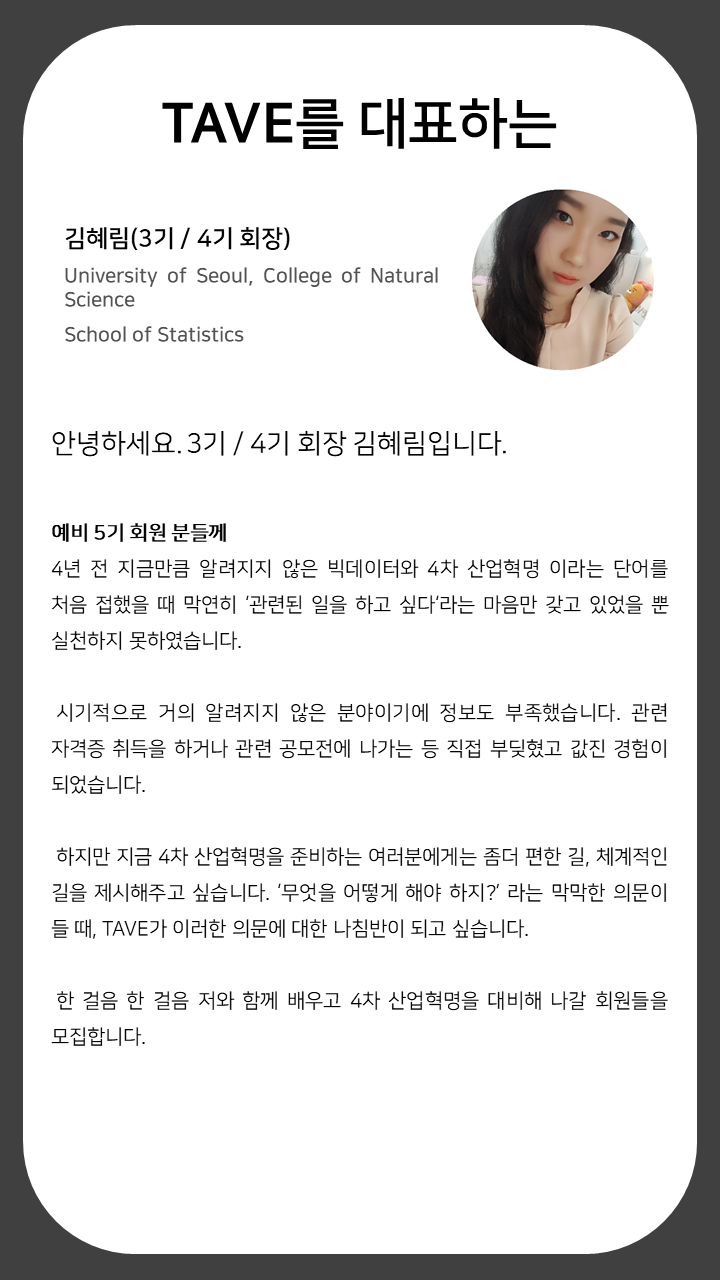 TAVE를 대표하는
김혜림(3기 / 4기 회장)
University of Seoul, College of Natural
Science
School of Statistics
안녕하세요. 3기 / 4기 회장 김혜림입니다.
예비 5기 회원 분들께
4년 전 지금만큼 알려지지 않은 빅데이터와 4차 산업혁명 이라는 단어를
처음 접했을 때 막연히 ‘관련된 일을 하고 싶다‘라는 마음만 갖고 있었을 뿐
실천하지 못하였습니다.
시기적으로 거의 알려지지 않은 분야이기에 정보도 부족했습니다. 관련
자격증 취득을 하거나 관련 공모전에 나가는 등 직접 부딪혔고 값진 경험이
되었습니다.
하지만 지금 4차 산업혁명을 준비하는 여러분에게는 좀더 편한 길, 체계적인
길을 제시해주고 싶습니다. ‘무엇을 어떻게 해야 하지?’ 라는 막막한 의문이
들 때, TAVE가 이러한 의문에 대한 나침반이 되고 싶습니다.
한 걸음 한 걸음 저와 함께 배우고 4차 산업혁명을 대비해 나갈 회원들을
모집합니다.